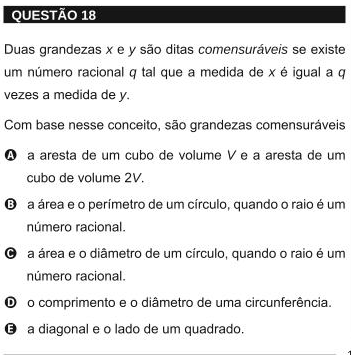 QUESTÃO 18
Duas grandezas x e y são ditas comensuráveis se existe
um número racional q tal que a medida de x é igual a q
vezes a medida de y.
Com base nesse conceito, são grandezas comensuráveis
A a aresta de um cubo de volume V e a aresta de um
cubo de volume 2V.
B a área e o perímetro de um círculo, quando o raio é um
número racional.
C a área e o diâmetro de um círculo, quando o raio é um
número racional.
D o comprimento e o diâmetro de uma circunferência.
E a diagonal e o lado de um quadrado.